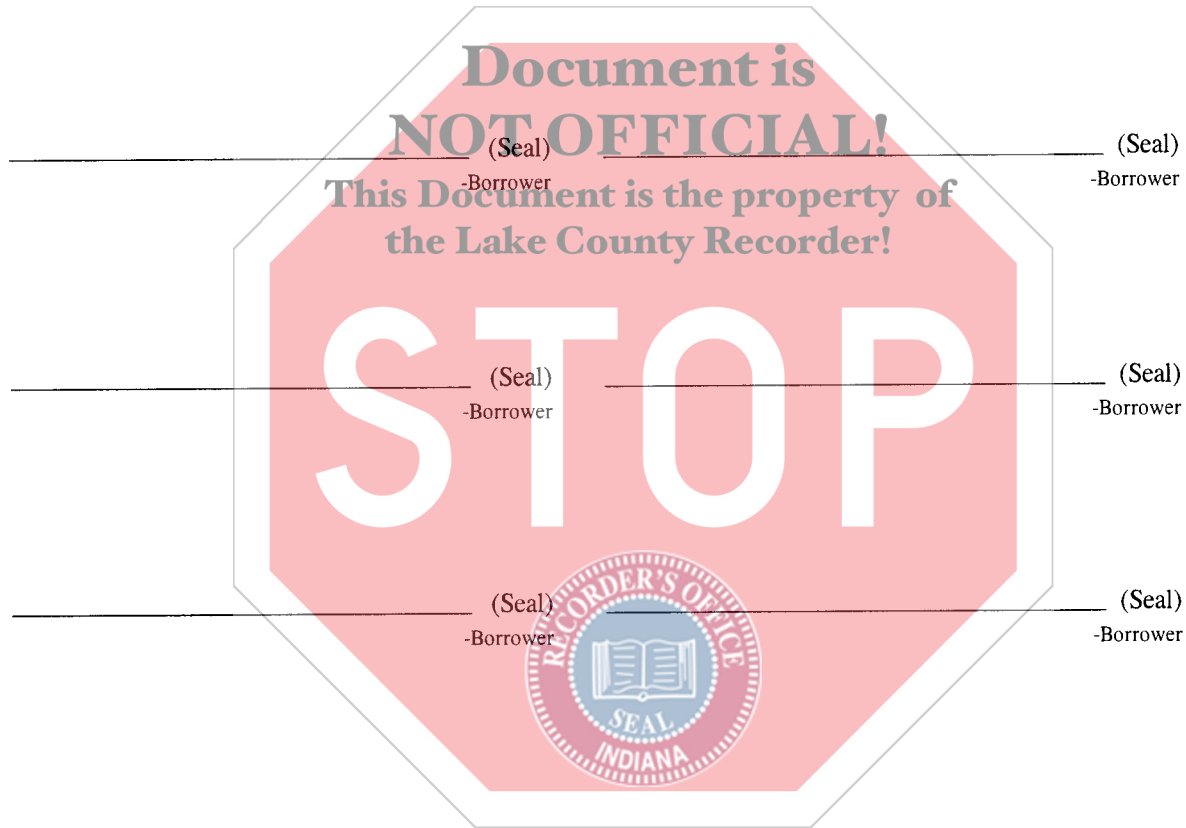 Document is
NOT OFFICIAL!
(Seal) (Seal)
-Borrower -Borrower
This Document is the property of
the Lake County Recorder!
STOP
(Seal) (Seal)
-Borrower -Borrower
(Seal) (Seal)
-Borrower -Borrower
RECORDER'S OFFICE
SEAL
INDIANA